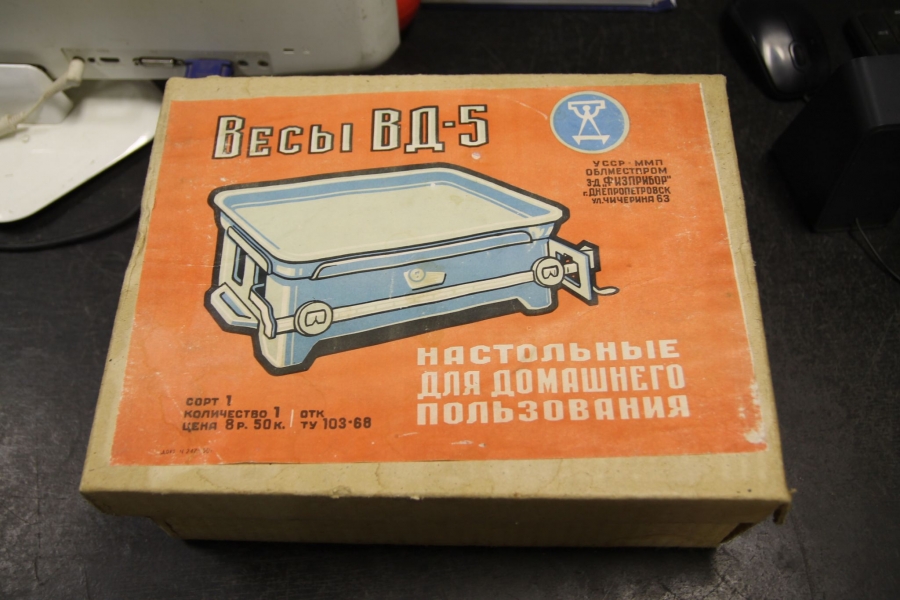 Весы ВД-5
УССР · ММП
ОБЛМЕСТПРОМ
З-Д „ФИЗПРИБОР"
г. ДНЕПРОПЕТРОВСК
УЛ. ЧИЧЕРИНА 63
НАСТОЛЬНЫЕ
ДЛЯ ДОМАШНЕГО
ПОЛЬЗОВАНИЯ
СОРТ 1
КОЛИЧЕСТВО 1 ОТК
ЦЕНА 8 Р. 50 К. ТУ 103-68